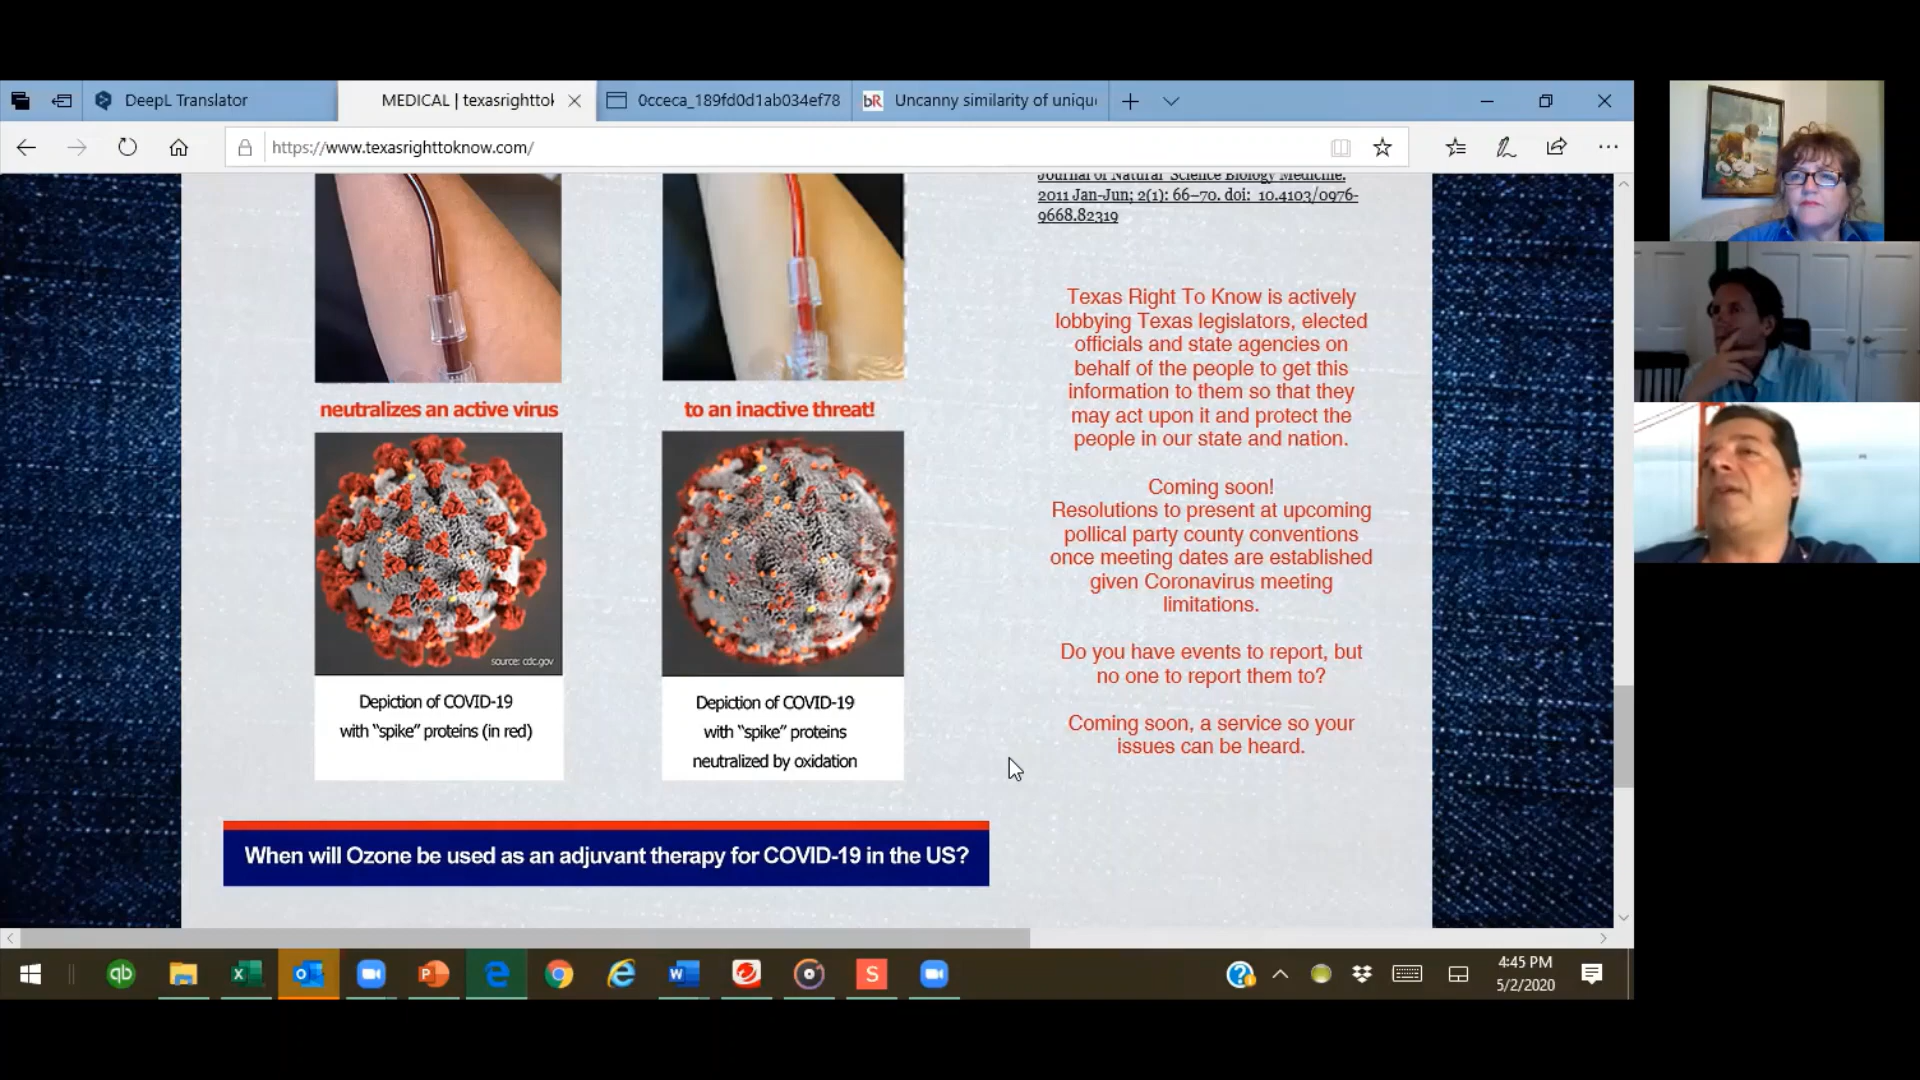 DeepL Translator
MEDICAL | texasrighttol
0cceca_189fd0d1ab034ef78
bR Uncanny similarity of uniqu
https://www.texasrighttoknow.com/
Journal of Natural Science Biology Medicine.
2011 Jan-Jun; 2(1): 66–70. doi: 10.4103/0976-
9668.82319
neutralizes an active virus
to an inactive threat!
source: cdc.gov
Depiction of COVID-19
with "spike" proteins (in red)
Depiction of COVID-19
with "spike" proteins
neutralized by oxidation
Texas Right To Know is actively
lobbying Texas legislators, elected
officials and state agencies on
behalf of the people to get this
information to them so that they
may act upon it and protect the
people in our state and nation.
Coming soon!
Resolutions to present at upcoming
pollical party county conventions
once meeting dates are established
given Coronavirus meeting
limitations.
Do you have events to report, but
no one to report them to?
Coming soon, a service so your
issues can be heard.
When will Ozone be used as an adjuvant therapy for COVID-19 in the US?
qb
4:45 PM
5/2/2020